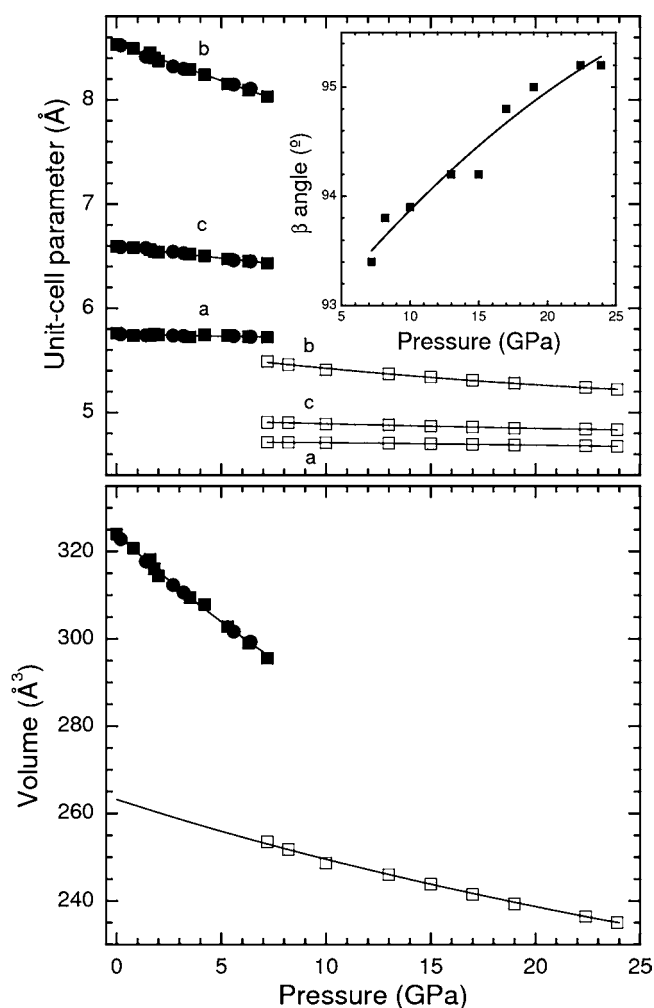 b
c
a
b
c
a
8
7
6
5
Unit-cell parameter (Å)
95
94
93
β angle (º)
5 10 15 20 25
Pressure (GPa)
320
300
280
260
240
Volume (Å³)
0 5 10 15 20 25
Pressure (GPa)